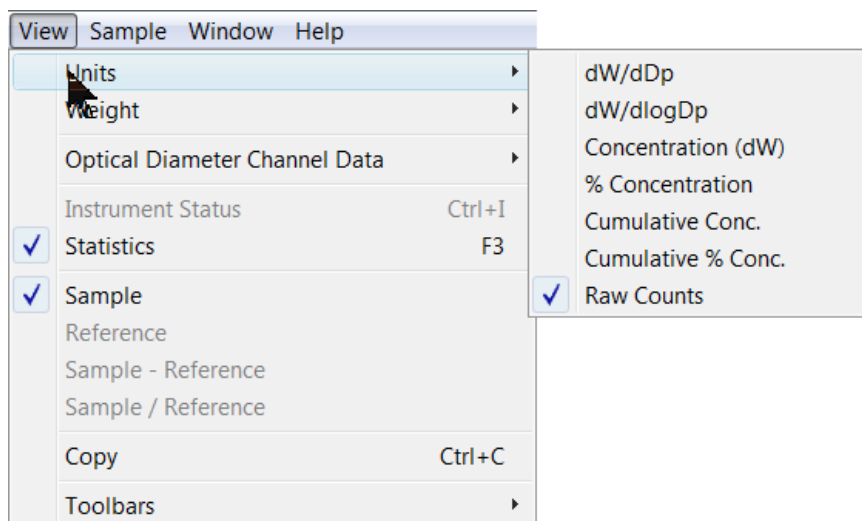 View Sample Window Help
Units
Weight
Optical Diameter Channel Data
Instrument Status Ctrl+I
Statistics F3
Sample
Reference
Sample - Reference
Sample / Reference
Copy Ctrl+C
Toolbars
dW/dDp
dW/dlogDp
Concentration (dW)
% Concentration
Cumulative Conc.
Cumulative % Conc.
Raw Counts